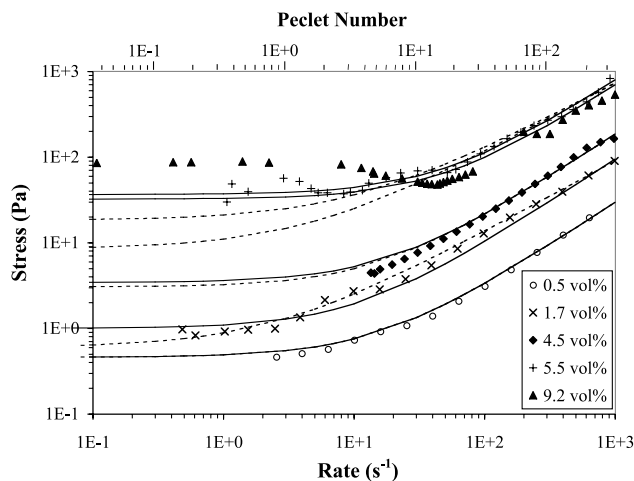 Peclet Number
1E-1 1E+0 1E+1 1E+2
1E+3
1E+2
1E+1
1E+0
1E-1
Stress (Pa)
0.5 vol%
1.7 vol%
4.5 vol%
5.5 vol%
9.2 vol%
1E-1 1E+0 1E+1 1E+2 1E+3
Rate (s⁻¹)